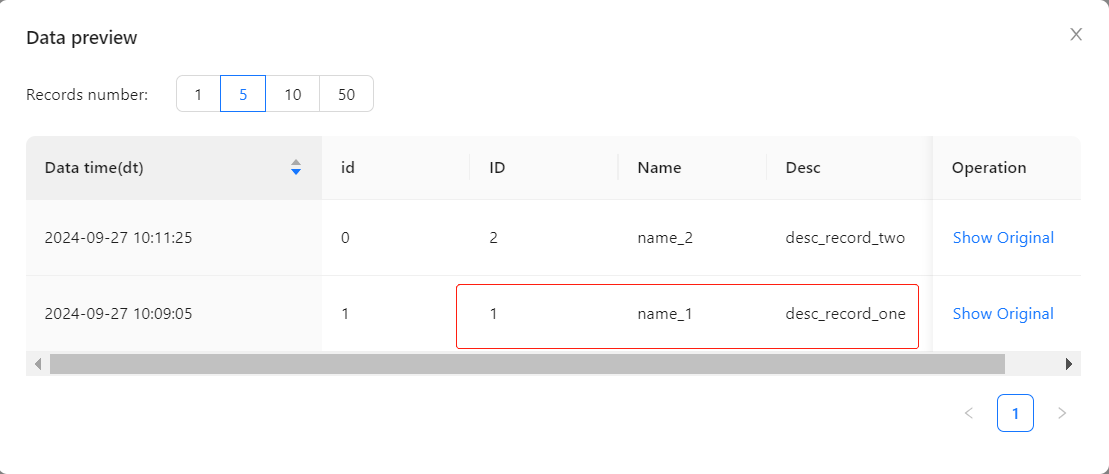 Data preview
Records number: 1 5 10 50
Data time(dt) id ID Name Desc Operation
2024-09-27 10:11:25 0 2 name_2 desc_record_two Show Original
2024-09-27 10:09:05 1 1 name_1 desc_record_one Show Original
1